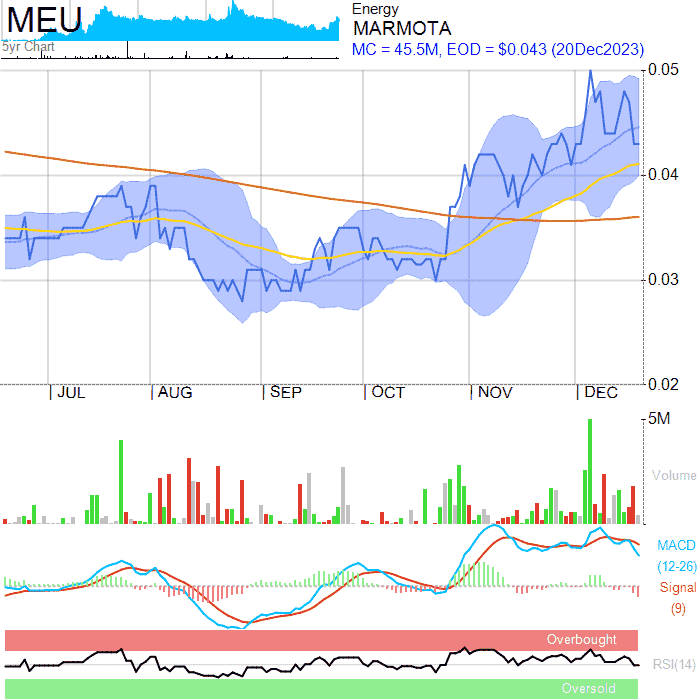 MEU
5yr Chart
Energy
MARMOTA
MC = 45.5M, EOD = $0.043 (20Dec2023)
0.05
0.04
0.03
0.02
| JUL | AUG | SEP | OCT | NOV | DEC
5M
Volume
MACD
(12-26)
Signal
(9)
Overbought
RSI(14)
Oversold